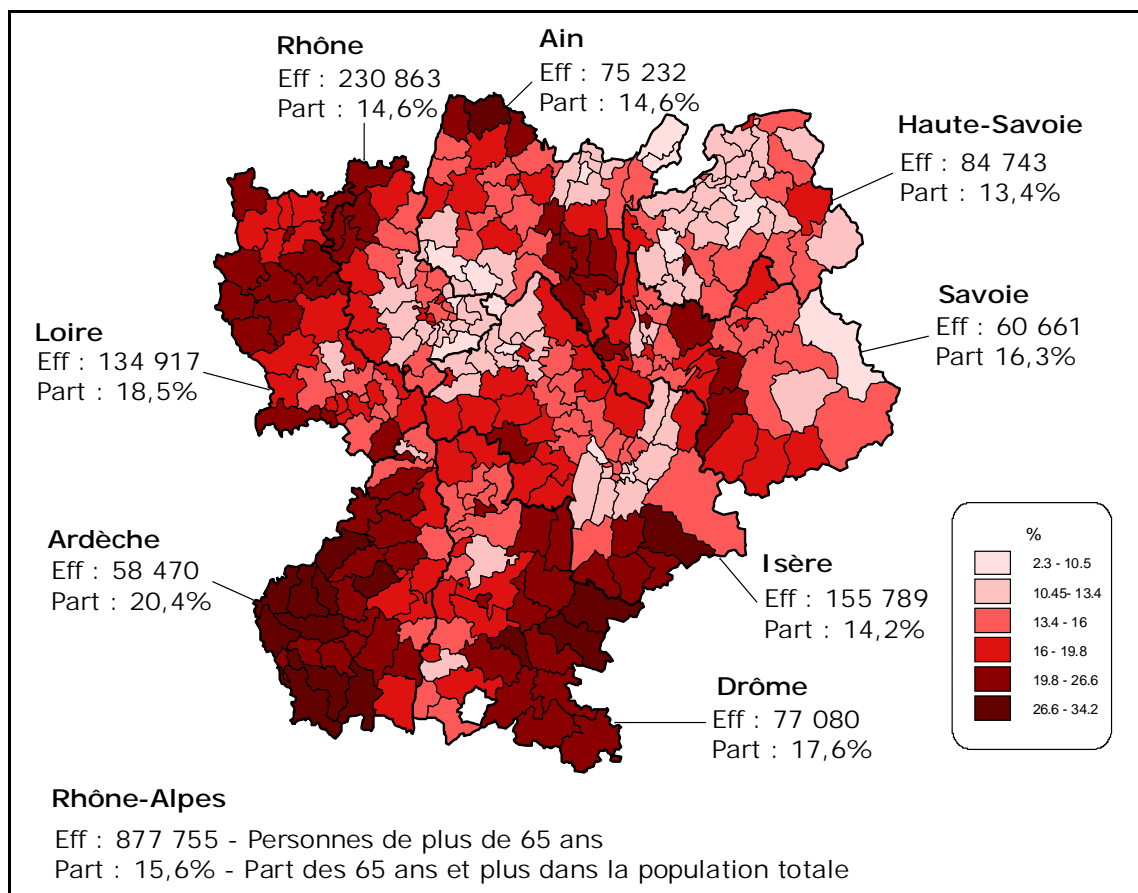 Rhône
Eff : 230 863
Part : 14,6%
Ain
Eff : 75 232
Part : 14,6%
Haute-Savoie
Eff : 84 743
Part : 13,4%
Savoie
Eff : 60 661
Part 16,3%
Loire
Eff : 134 917
Part : 18,5%
Ardèche
Eff : 58 470
Part : 20,4%
Isère
Eff : 155 789
Part : 14,2%
Drôme
Eff : 77 080
Part : 17,6%
%
2.3 - 10.5
10.45- 13.4
13.4 - 16
16 - 19.8
19.8 - 26.6
26.6 - 34.2
Rhône-Alpes
Eff : 877 755 - Personnes de plus de 65 ans
Part : 15,6% - Part des 65 ans et plus dans la population totale